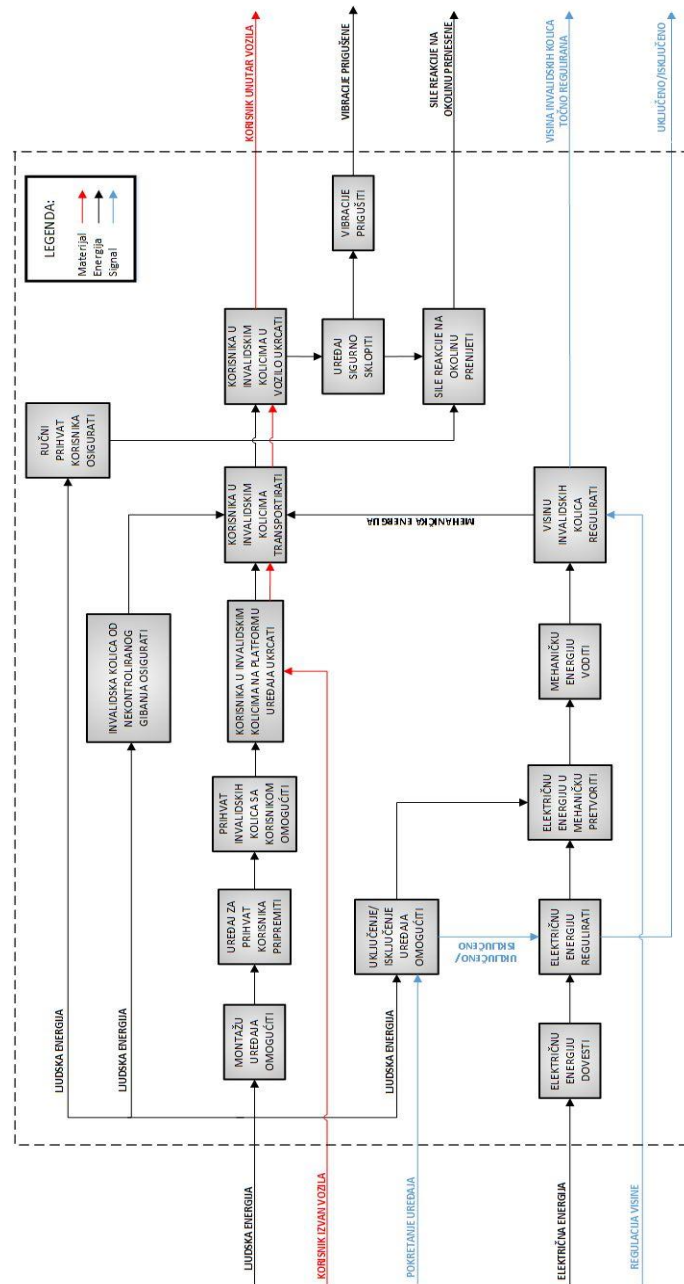 LEGENDA:
Materijal
Energija
Signal
LJUDSKA ENERGIJA
KORISNIK IZVAN VOZILA
POKRETANJE UREĐAJA
ELEKTRIČNA ENERGIJA
REGULACIJA VISINE
LJUDSKA ENERGIJA
RUČNI
PRIHVAT
KORISNIKA
OSIGURATI
LJUDSKA ENERGIJA
INVALIDSKA KOLICA OD
NEKONTROLIRANOG
GIBANJA OSIGURATI
MONTAŽU
UREĐAJA
OMOGUĆITI
UREĐAJ ZA
PRIHVAT
KORISNIKA
PRIPREMITI
PRIHVAT
INVALIDSKIH
KOLICA SA
KORISNIKOM
OMOGUĆITI
KORISNIKA U INVALIDSKIM
KOLICIMA NA PLATFORMU
UREĐAJA UKRCATI
KORISNIKA U
INVALIDSKIM
KOLICIMA
TRANSPORTIRATI
KORISNIKA U
INVALIDSKIM
KOLICIMA U
VOZILO UKRCATI
KORISNIK UNUTAR VOZILA
UREĐAJ
SIGURNO
SKLOPITI
VIBRACIJE
PRIGUŠITI
VIBRACIJE PRIGUŠENE
SILE REAKCIJE NA
OKOLINU
PRENIJETI
SILE REAKCIJE NA
OKOLINU PRENESENE
LJUDSKA ENERGIJA
UKLJUČENJE/
ISKLJUČENJE
UREĐAJA
OMOGUĆITI
UKLJUČENO/
ISKLJUČENO
MEHANIČKA ENERGIJA
ELEKTRIČNU
ENERGIJU
DOVESTI
ELEKTRIČNU
ENERGIJU
REGULIRATI
ELEKTRIČNU
ENERGIJU U
MEHANIČKU
PRETVORITI
MEHANIČKU
ENERGIJU
VODITI
VISINU
INVALIDSKIH
KOLICA
REGULIRATI
VISINA INVALIDSKIH KOLICA
TOČNO REGULIRANA
UKLJUČENO/ISKLJUČENO